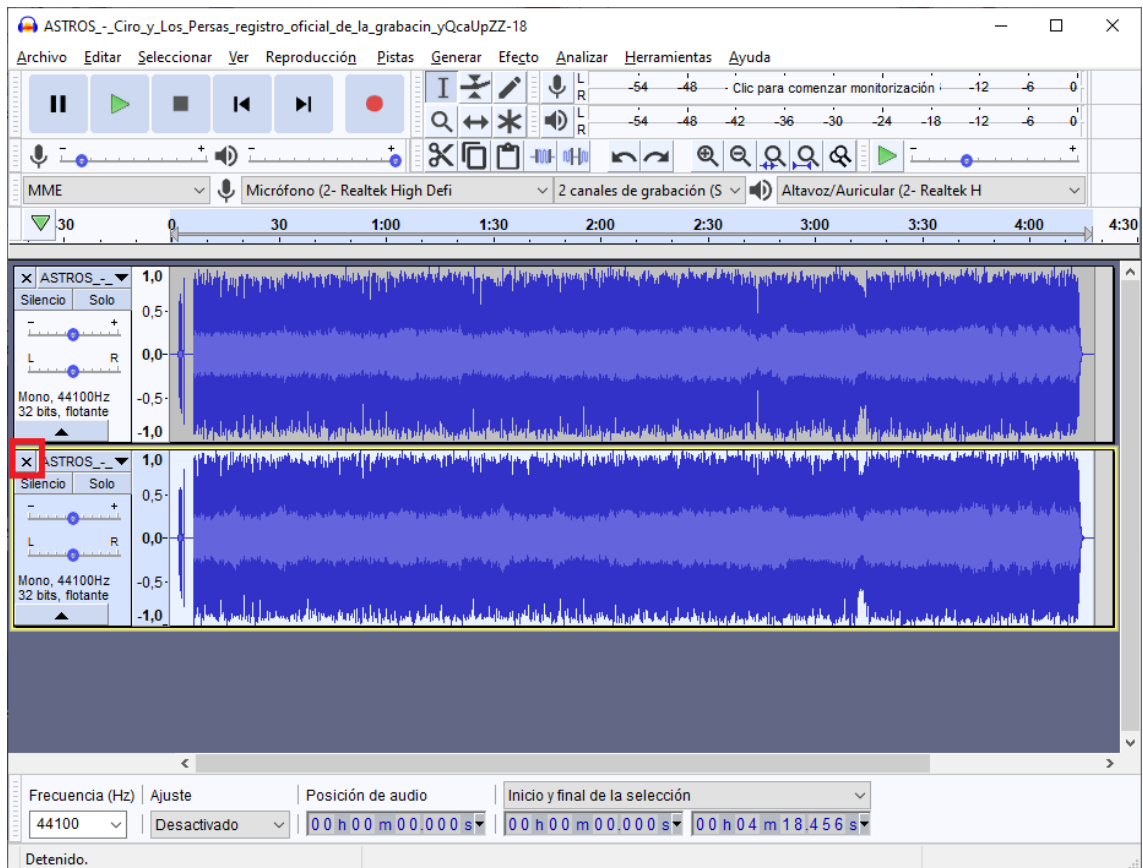 ASTROS_-_Ciro_y_Los_Persas_registro_oficial_de_la_grabacin_yQcaUpZZ-18
Archivo Editar Seleccionar Ver Reproducción Pistas Generar Efecto Analizar Herramientas Ayuda
L R -54 -48 - Clic para comenzar monitorización -12 -6 0
L R -54 -48 -42 -36 -30 -24 -18 -12 -6 0
- + - + - +
MME Micrófono (2- Realtek High Defi 2 canales de grabación (S Altavoz/Auricular (2- Realtek H
30 0 30 1:00 1:30 2:00 2:30 3:00 3:30 4:00 4:30
X ASTROS_-_ 1,0
Silencio Solo
0,5
- +
L R 0,0
Mono, 44100Hz -0,5
32 bits, flotante
-1,0
X ASTROS_-_ 1,0
Silencio Solo
0,5
- +
L R 0,0
Mono, 44100Hz -0,5
32 bits, flotante
-1,0
Frecuencia (Hz) Ajuste Posición de audio Inicio y final de la selección
44100 Desactivado 00 h 00 m 00.000 s 00 h 00 m 00.000 s 00 h 04 m 18.456 s
Detenido.